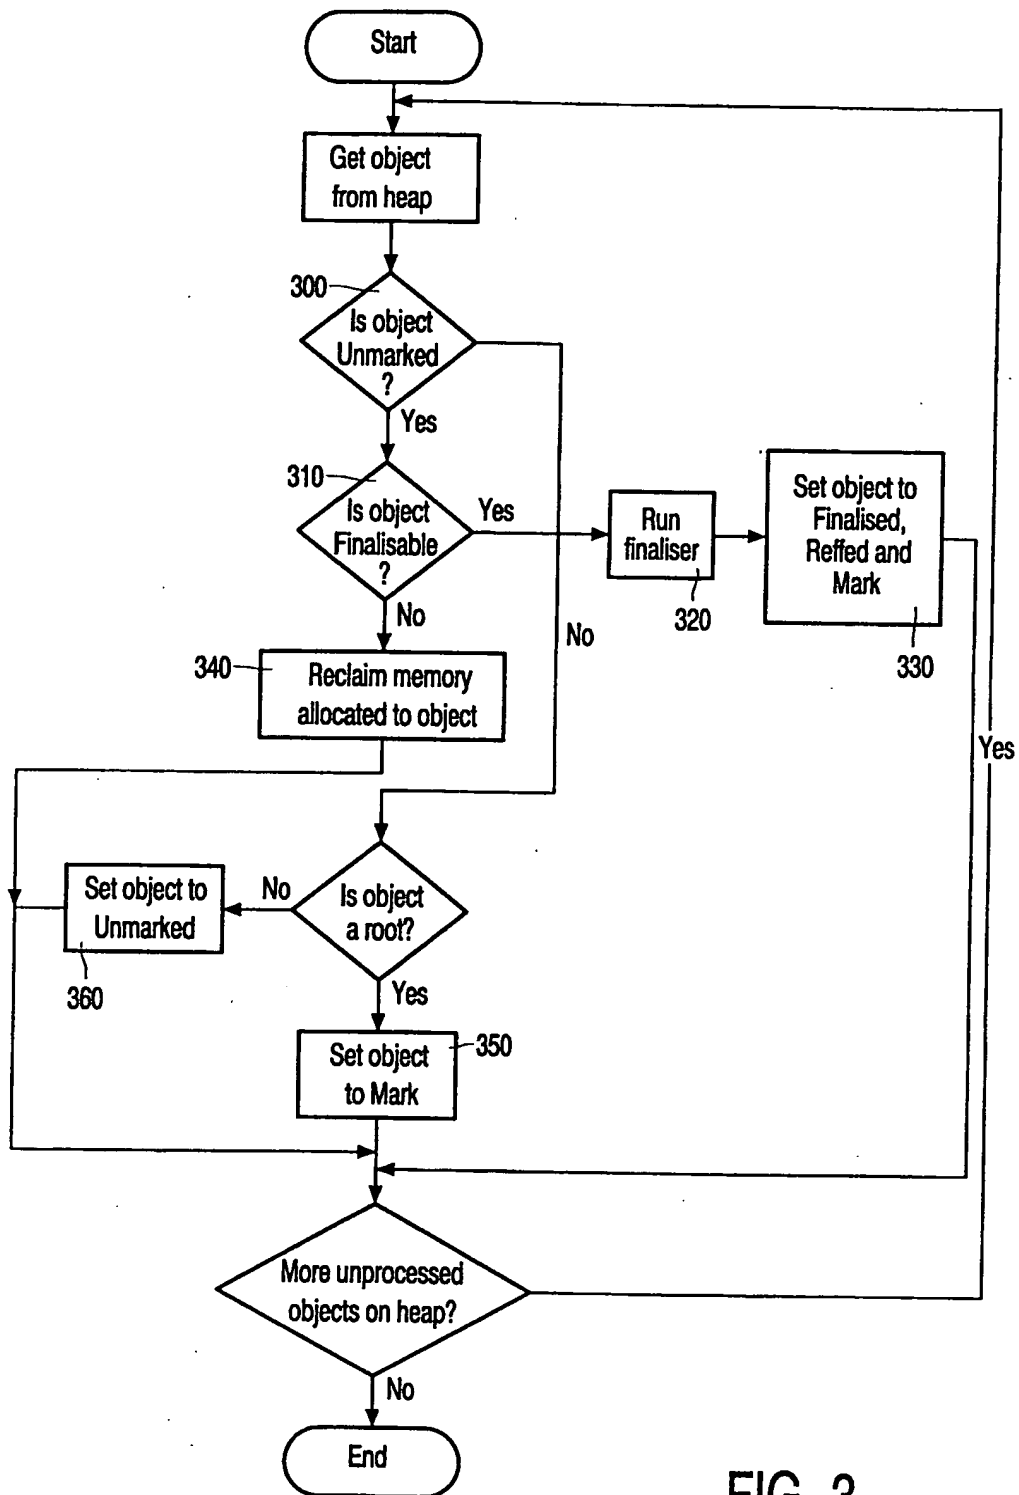 Start
Get object
from heap
300
Is object
Unmarked
?
Yes
310
Is object
Finalisable
?
Yes
Run
finaliser
320
Set object to
Finalised,
Reffed and
Mark
330
No
No
340
Reclaim memory
allocated to object
Yes
Is object
a root?
No
Set object to
Unmarked
360
Yes
Set object
to Mark
350
More unprocessed
objects on heap?
No
End
FIG. 3